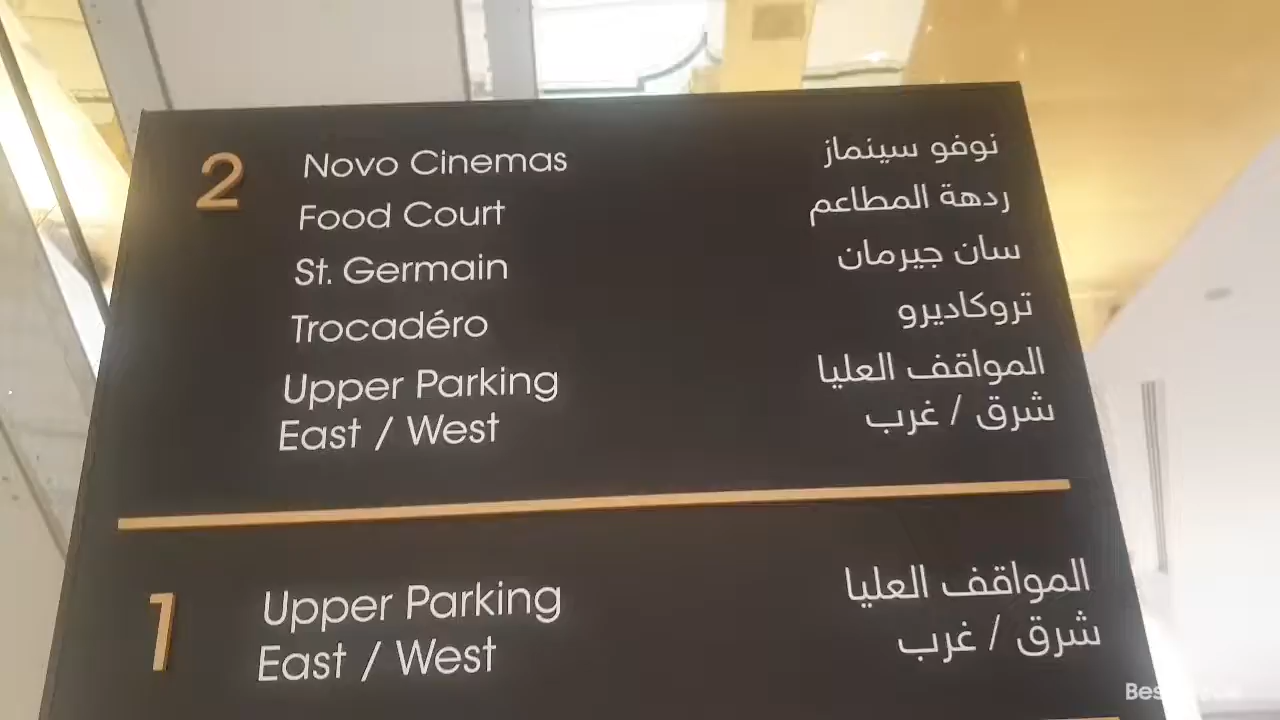 2
Novo Cinemas نوفو سينماز
Food Court ردهة المطاعم
St. Germain سان جيرمان
Trocadéro تروكاديرو
Upper Parking المواقف العليا
East / West شرق / غرب
1
Upper Parking المواقف العليا
East / West شرق / غرب